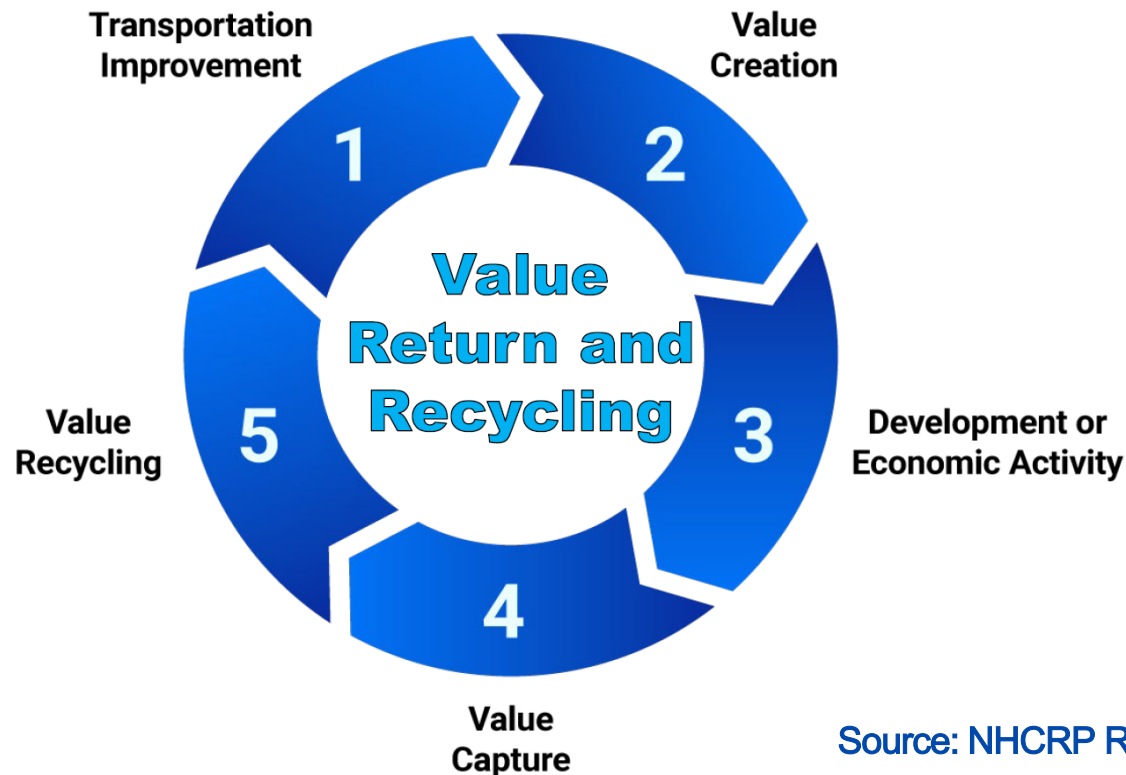 Transportation
Improvement
1
Value
Creation
2
Value
Return and
Recycling
3
Development or
Economic Activity
4
Value
Capture
5
Value
Recycling
Source: NHCRP R